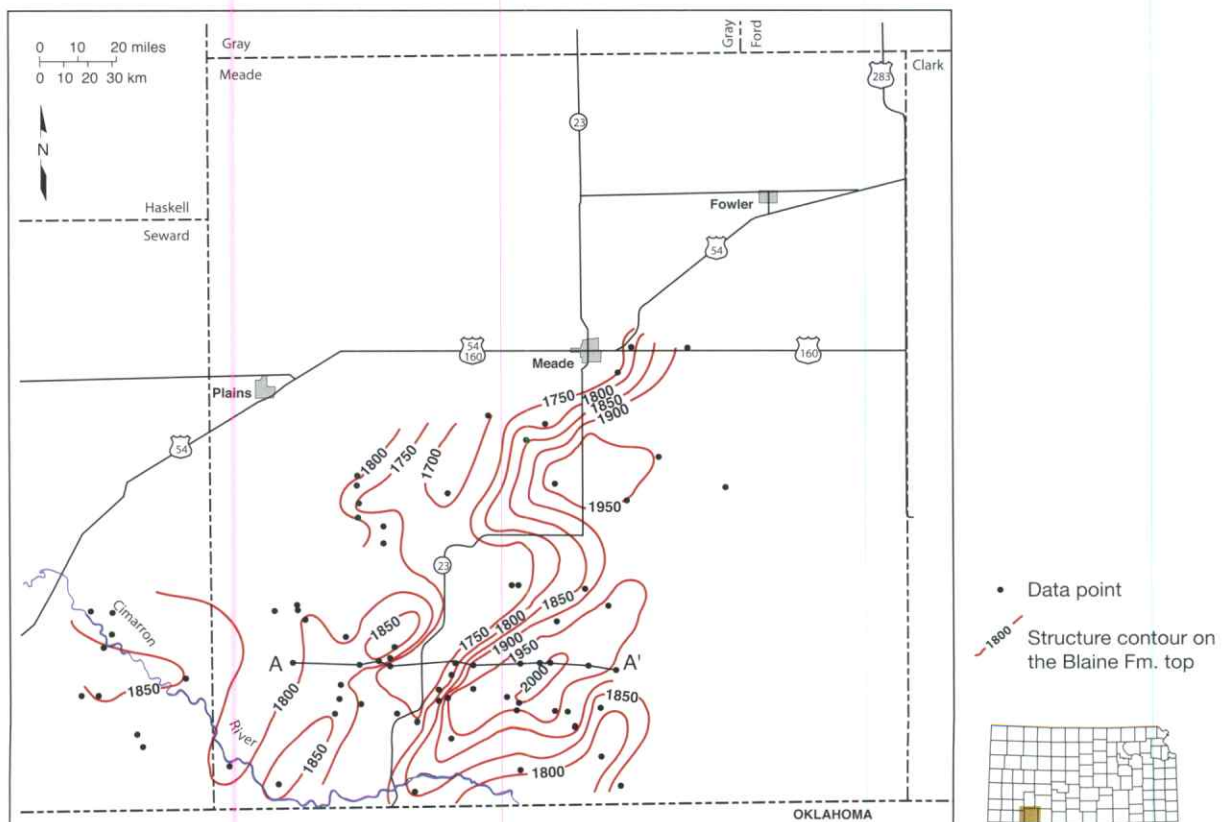 0 10 20 miles
0 10 20 30 km
N
Gray
Meade
Gray
Ford
Clark
283
23
Haskell
Seward
Fowler
54
54
160
160
Meade
Plains
54
1750
1800
1850
1900
1800
1750
1700
1950
23
Cimarron
River
1850
1850
1800
1750
1900
1950
A
A'
1850
1800
2000
1850
1850
1800
OKLAHOMA
Data point
1800
Structure contour on
the Blaine Fm. top